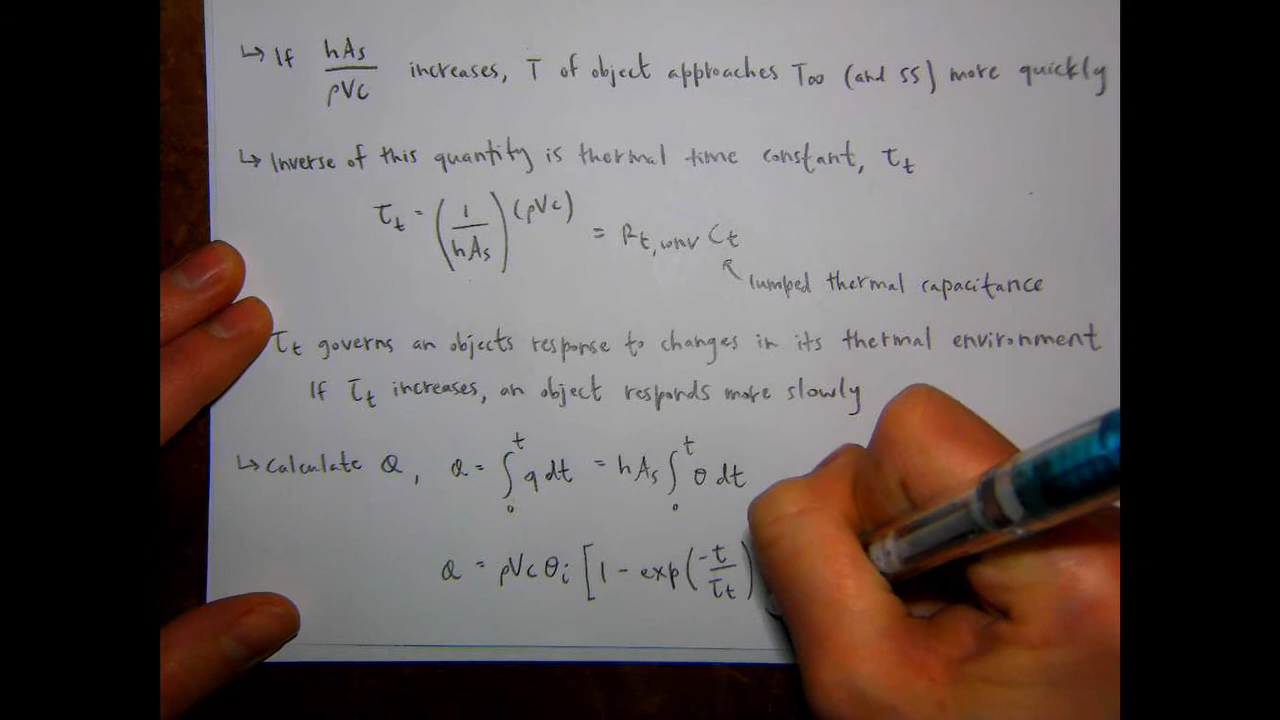 ↳ If hAs/ρVc increases, T of object approaches T∞ (and SS) more quickly
↳ Inverse of this quantity is thermal time constant, τt
τt = (1/hAs)(ρVc) = Rt,conv Ct
↖ lumped thermal capacitance
τt governs an objects response to changes in its thermal environment
If τt increases, an object responds more slowly
↳ Calculate Q, Q = ∫₀ᵗ q dt = hAs ∫₀ᵗ θ dt
Q = ρVcθi [1 - exp(-t/τt)